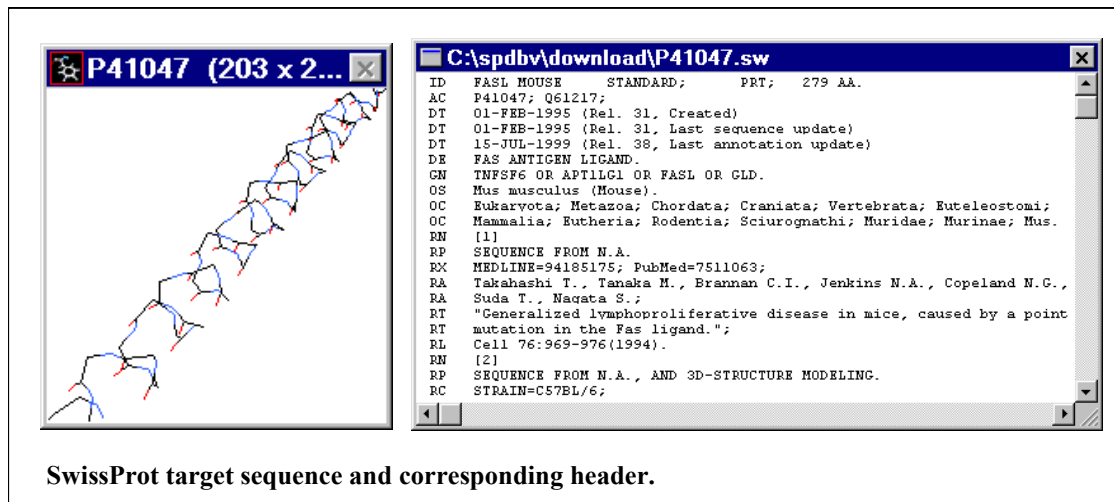 P41047 (203 x 2...
C:\spdbv\download\P41047.sw
ID FASL MOUSE STANDARD; PRT; 279 AA.
AC P41047; Q61217;
DT 01-FEB-1995 (Rel. 31, Created)
DT 01-FEB-1995 (Rel. 31, Last sequence update)
DT 15-JUL-1999 (Rel. 38, Last annotation update)
DE FAS ANTIGEN LIGAND.
GN TNFSF6 OR APT1LG1 OR FASL OR GLD.
OS Mus musculus (Mouse).
OC Eukaryota; Metazoa; Chordata; Craniata; Vertebrata; Euteleostomi;
OC Mammalia; Eutheria; Rodentia; Sciurognathi; Muridae; Murinae; Mus.
RN [1]
RP SEQUENCE FROM N.A.
RX MEDLINE=94185175; PubMed=7511063;
RA Takahashi T., Tanaka M., Brannan C.I., Jenkins N.A., Copeland N.G.,
RA Suda T., Nagata S.;
RT "Generalized lymphoproliferative disease in mice, caused by a point
RT mutation in the Fas ligand.";
RL Cell 76:969-976(1994).
RN [2]
RP SEQUENCE FROM N.A., AND 3D-STRUCTURE MODELING.
RC STRAIN=C57BL/6;
SwissProt target sequence and corresponding header.